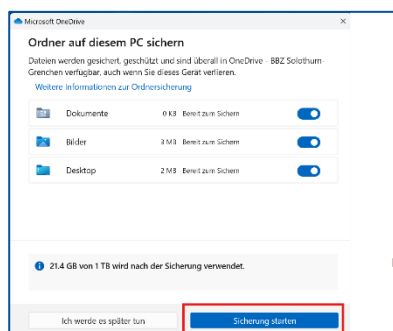 Microsoft OneDrive
Ordner auf diesem PC sichern
Dateien werden gesichert, geschützt und sind überall in OneDrive - BBZ Solothurn-
Grenchen verfügbar, auch wenn Sie dieses Gerät verlieren.
Weitere Informationen zur Ordnersicherung
Dokumente 0 KB Bereit zum Sichern
Bilder 3 MB Bereit zum Sichern
Desktop 2 MB Bereit zum Sichern
21.4 GB von 1 TB wird nach der Sicherung verwendet.
Ich werde es später tun Sicherung starten